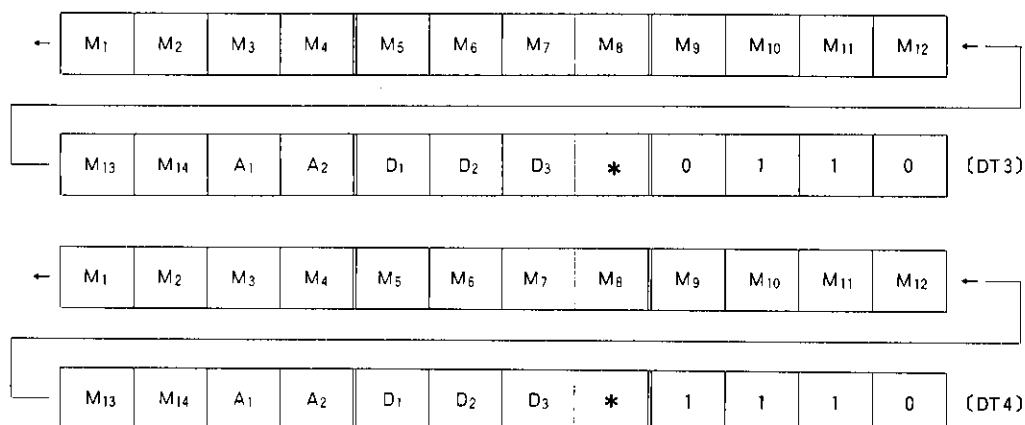 ← M₁ M₂ M₃ M₄ M₅ M₆ M₇ M₈ M₉ M₁₀ M₁₁ M₁₂ ←
M₁₃ M₁₄ A₁ A₂ D₁ D₂ D₃ * 0 1 1 0 (DT3)
← M₁ M₂ M₃ M₄ M₅ M₆ M₇ M₈ M₉ M₁₀ M₁₁ M₁₂ ←
M₁₃ M₁₄ A₁ A₂ D₁ D₂ D₃ * 1 1 1 0 (DT4)